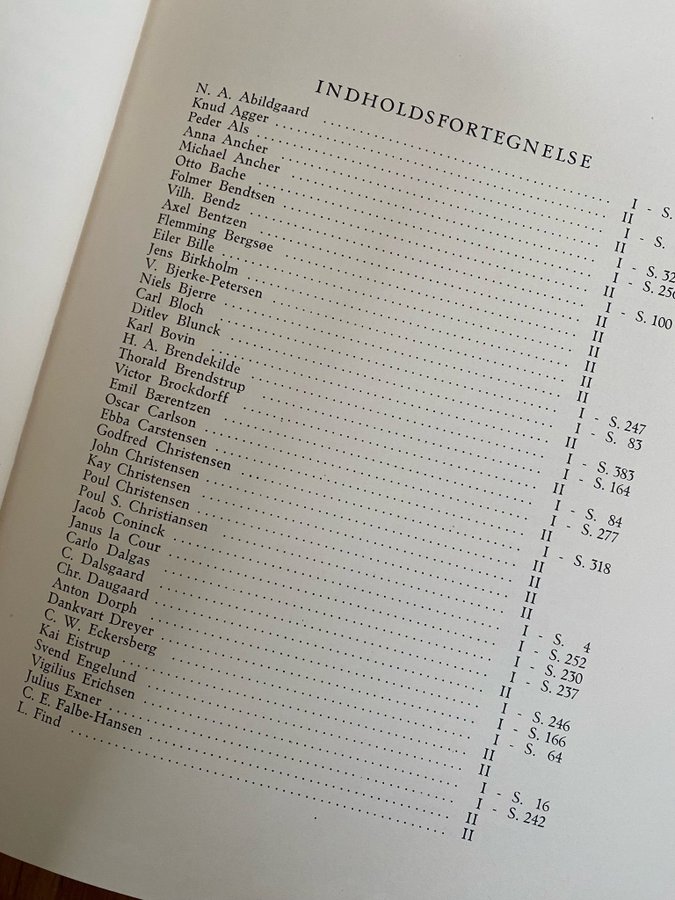 INDHOLDSFORTEGNELSE
N. A. Abildgaard ........ I - S.
Knud Agger ........ II
Peder Als ........ I - S.
Anna Ancher ........ II
Michael Ancher ........ I - S. 32
Otto Bache ........ I - S. 256
Folmer Bendtsen ........ II
Vilh. Bendz ........ I - S. 100
Axel Bentzen ........ II
Flemming Bergsøe ........ II
Eiler Bille ........ II
Jens Birkholm ........ II
V. Bjerke-Petersen ........ II
Niels Bjerre ........ II
Carl Bloch ........ I - S. 247
Ditlev Blunck ........ I - S. 83
Karl Bovin ........ II
H. A. Brendekilde ........ I - S. 383
Thorald Brendstrup ........ I - S. 164
Victor Brockdorff ........ II
Emil Bærentzen ........ I - S. 84
Oscar Carlson ........ I - S. 277
Ebba Carstensen ........ II
Godfred Christensen ........ I - S. 318
John Christensen ........ II
Kay Christensen ........ II
Poul Christensen ........ II
Poul S. Christiansen ........ II
Jacob Coninck ........ I - S. 4
Janus la Cour ........ I - S. 252
Carlo Dalgas ........ I - S. 230
C. Dalsgaard ........ I - S. 237
Chr. Daugaard ........ II
Anton Dorph ........ I - S. 246
Dankvart Dreyer ........ I - S. 166
C. W. Eckersberg ........ I - S. 64
Kai Eistrup ........ II
Svend Engelund ........ II
Vigilius Erichsen ........ I - S. 16
Julius Exner ........ I - S. 242
C. E. Falbe-Hansen ........ II
L. Find ........ II